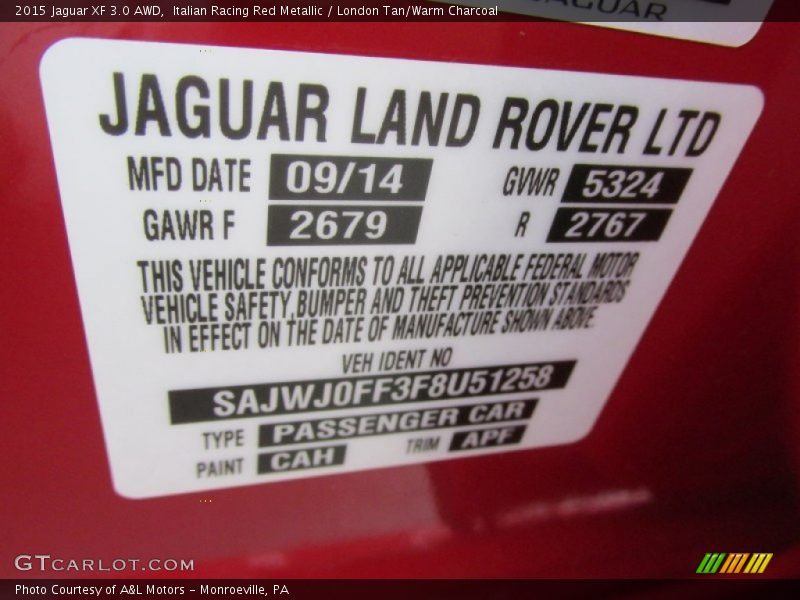 2015 Jaguar XF 3.0 AWD,  Italian Racing Red Metallic / London Tan/Warm Charcoal
JAGUAR
JAGUAR LAND ROVER LTD
MFD DATE 09/14 GVWR 5324
GAWR F 2679 R 2767
THIS VEHICLE CONFORMS TO ALL APPLICABLE FEDERAL MOTOR
VEHICLE SAFETY,BUMPER AND THEFT PREVENTION STANDARDS
IN EFFECT ON THE DATE OF MANUFACTURE SHOWN ABOVE.
VEH IDENT NO
SAJWJ0FF3F8U51258
TYPE PASSENGER CAR
PAINT CAH TRIM APF
GTCARLOT.COM
Photo Courtesy of A&L Motors – Monroeville, PA